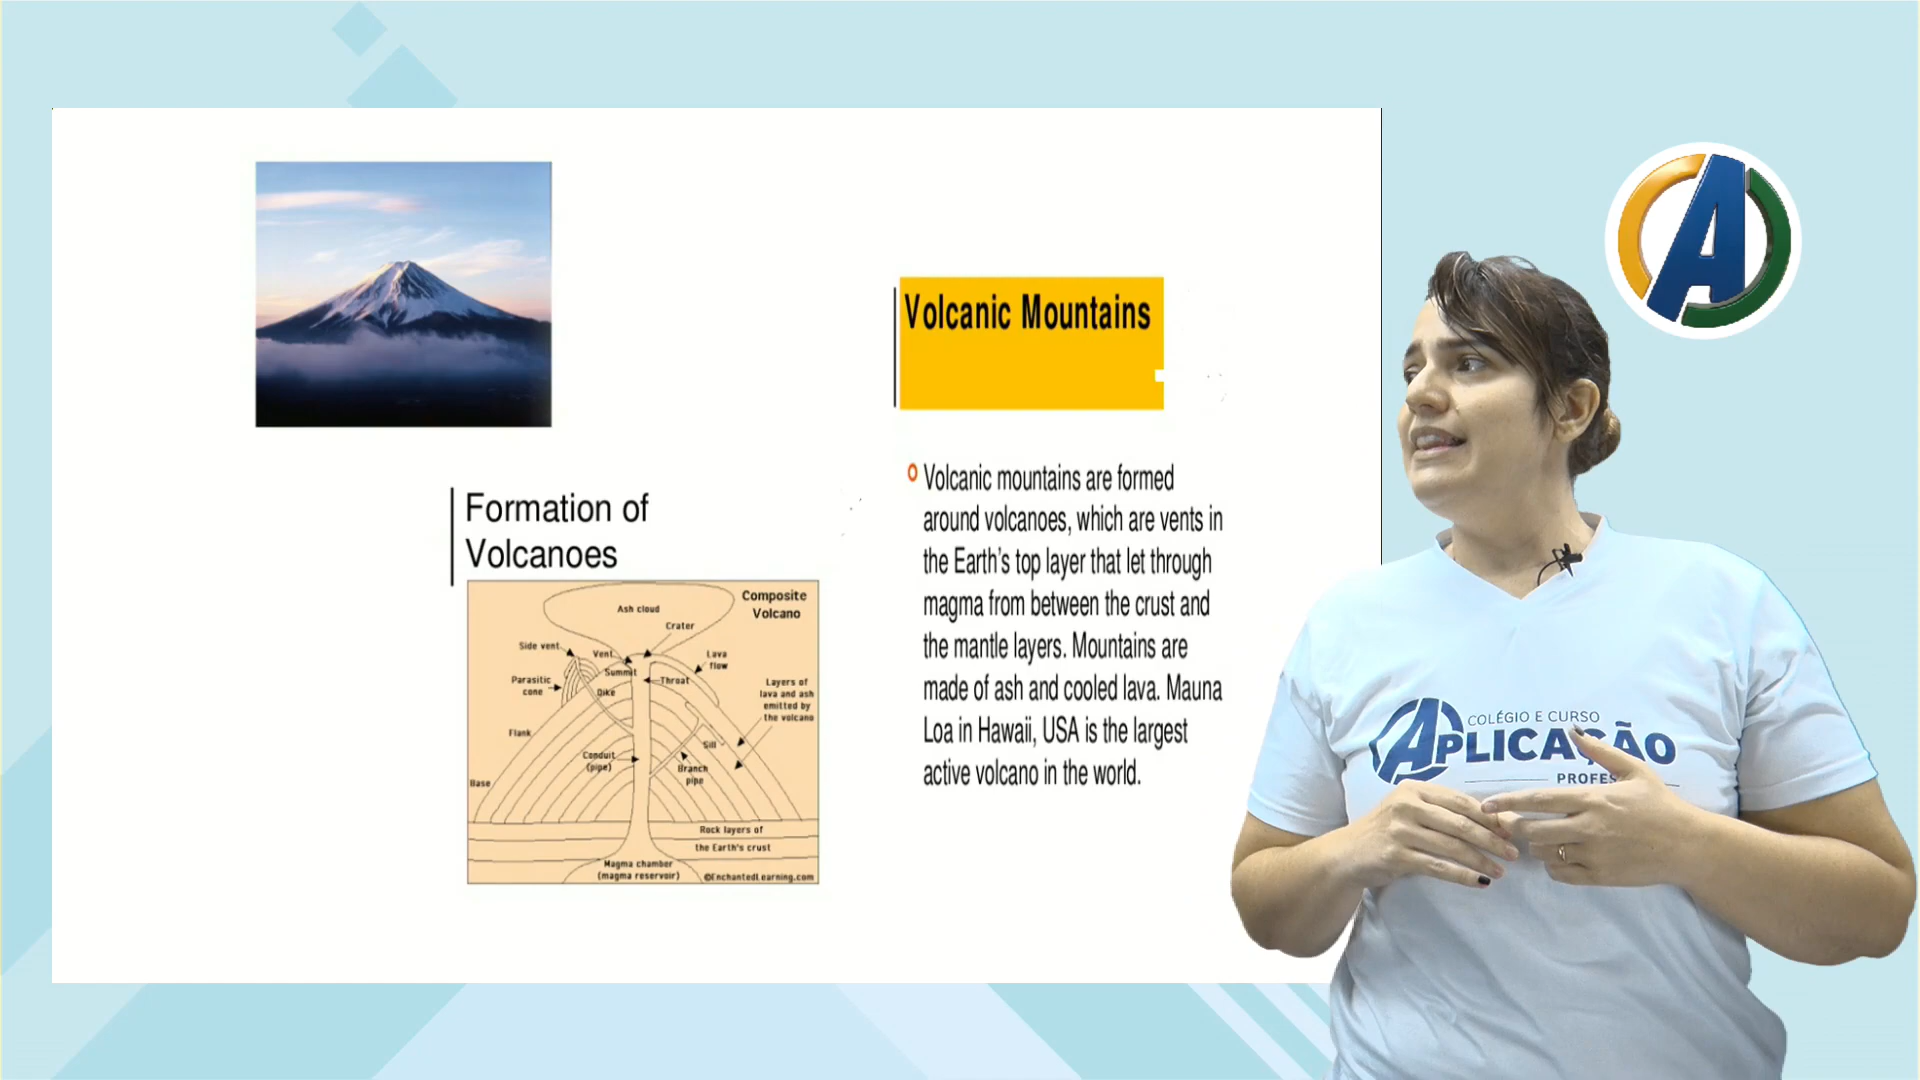 Volcanic Mountains
Volcanic mountains are formed
around volcanoes, which are vents in
the Earth's top layer that let through
magma from between the crust and
the mantle layers. Mountains are
made of ash and cooled lava. Mauna
Loa in Hawaii, USA is the largest
active volcano in the world.
Formation of
Volcanoes
Composite
Volcano
Ash cloud
Crater
Side vent
Vent
Lava
flow
Summit
Throat
Parasitic
cone
Dike
Layers of
lava and ash
emitted by
the volcano
Flank
Sill
Conduit
(pipe)
Branch
pipe
Base
Rock layers of
the Earth's crust
Magma chamber
(magma reservoir)
©EnchantedLearning.com
A
COLÉGIO E CURSO
APLICAÇÃO